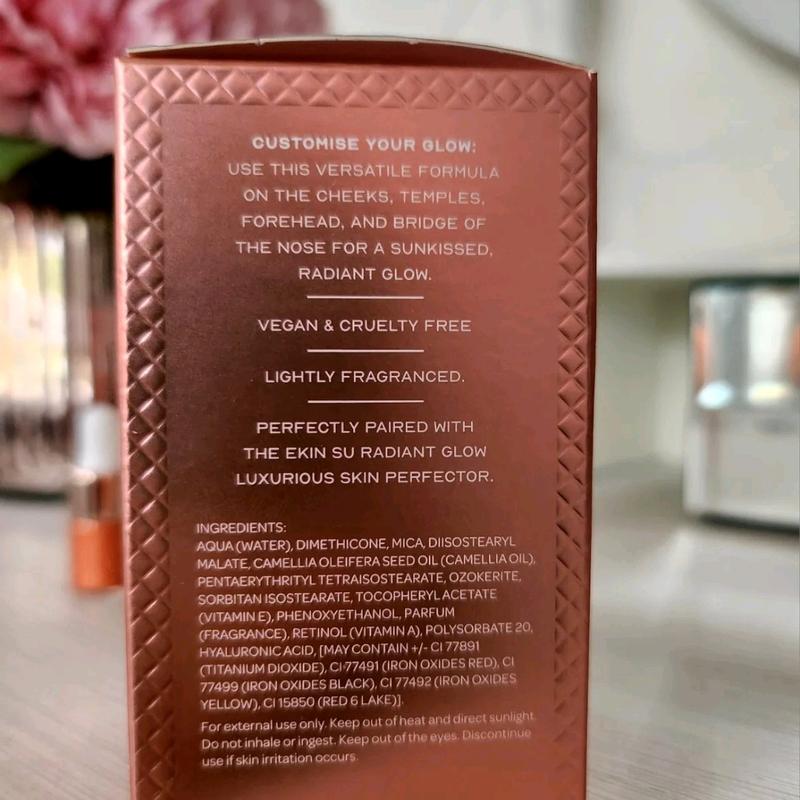 CUSTOMISE YOUR GLOW:
USE THIS VERSATILE FORMULA
ON THE CHEEKS, TEMPLES,
FOREHEAD, AND BRIDGE OF
THE NOSE FOR A SUNKISSED,
RADIANT GLOW.
VEGAN & CRUELTY FREE
LIGHTLY FRAGRANCED.
PERFECTLY PAIRED WITH
THE EKIN SU RADIANT GLOW
LUXURIOUS SKIN PERFECTOR.
INGREDIENTS:
AQUA (WATER), DIMETHICONE, MICA, DIISOSTEARYL
MALATE, CAMELLIA OLEIFERA SEED OIL (CAMELLIA OIL),
PENTAERYTHRITYL TETRAISOSTEARATE, OZOKERITE,
SORBITAN ISOSTEARATE, TOCOPHERYL ACETATE
(VITAMIN E), PHENOXYETHANOL, PARFUM
(FRAGRANCE), RETINOL (VITAMIN A), POLYSORBATE 20,
HYALURONIC ACID, [MAY CONTAIN +/- CI 77891
(TITANIUM DIOXIDE), CI 77491 (IRON OXIDES RED), CI
77499 (IRON OXIDES BLACK), CI 77492 (IRON OXIDES
YELLOW), CI 15850 (RED 6 LAKE)].
For external use only. Keep out of heat and direct sunlight.
Do not inhale or ingest. Keep out of the eyes. Discontinue
use if skin irritation occurs.